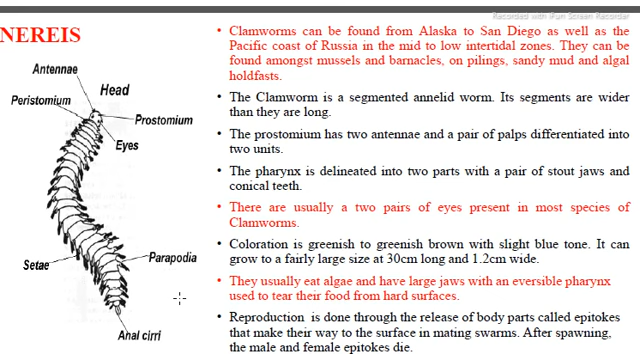 Recorded with iFun Screen Recorder
NEREIS
Antennae
Head
Peristomium
Prostomium
Eyes
Setae
Parapodia
Anal cirri
• Clamworms can be found from Alaska to San Diego as well as the
Pacific coast of Russia in the mid to low intertidal zones. They can be
found amongst mussels and barnacles, on pilings, sandy mud and algal
holdfasts.
• The Clamworm is a segmented annelid worm. Its segments are wider
than they are long.
• The prostomium has two antennae and a pair of palps differentiated into
two units.
• The pharynx is delineated into two parts with a pair of stout jaws and
conical teeth.
• There are usually a two pairs of eyes present in most species of
Clamworms.
• Coloration is greenish to greenish brown with slight blue tone. It can
grow to a fairly large size at 30cm long and 1.2cm wide.
• They usually eat algae and have large jaws with an eversible pharynx
used to tear their food from hard surfaces.
• Reproduction is done through the release of body parts called epitokes
that make their way to the surface in mating swarms. After spawning,
the male and female epitokes die.